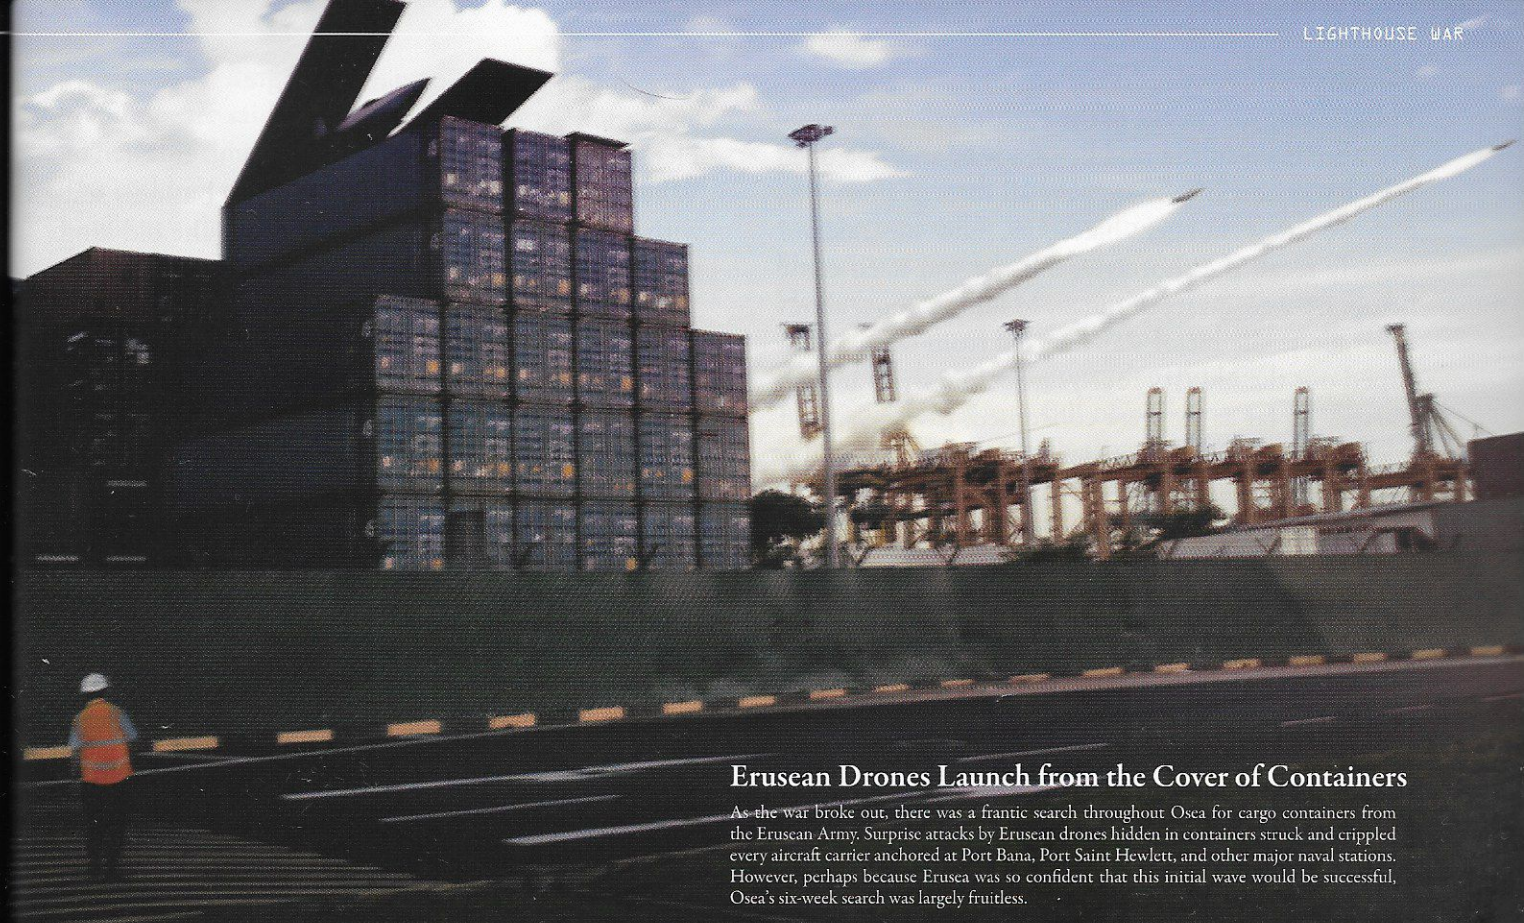 LIGHTHOUSE WAR
Erusean Drones Launch from the Cover of Containers
As the war broke out, there was a frantic search throughout Osea for cargo containers from
the Erusean Army. Surprise attacks by Erusean drones hidden in containers struck and crippled
every aircraft carrier anchored at Port Bana, Port Saint Hewlett, and other major naval stations.
However, perhaps because Erusea was so confident that this initial wave would be successful,
Osea's six-week search was largely fruitless.